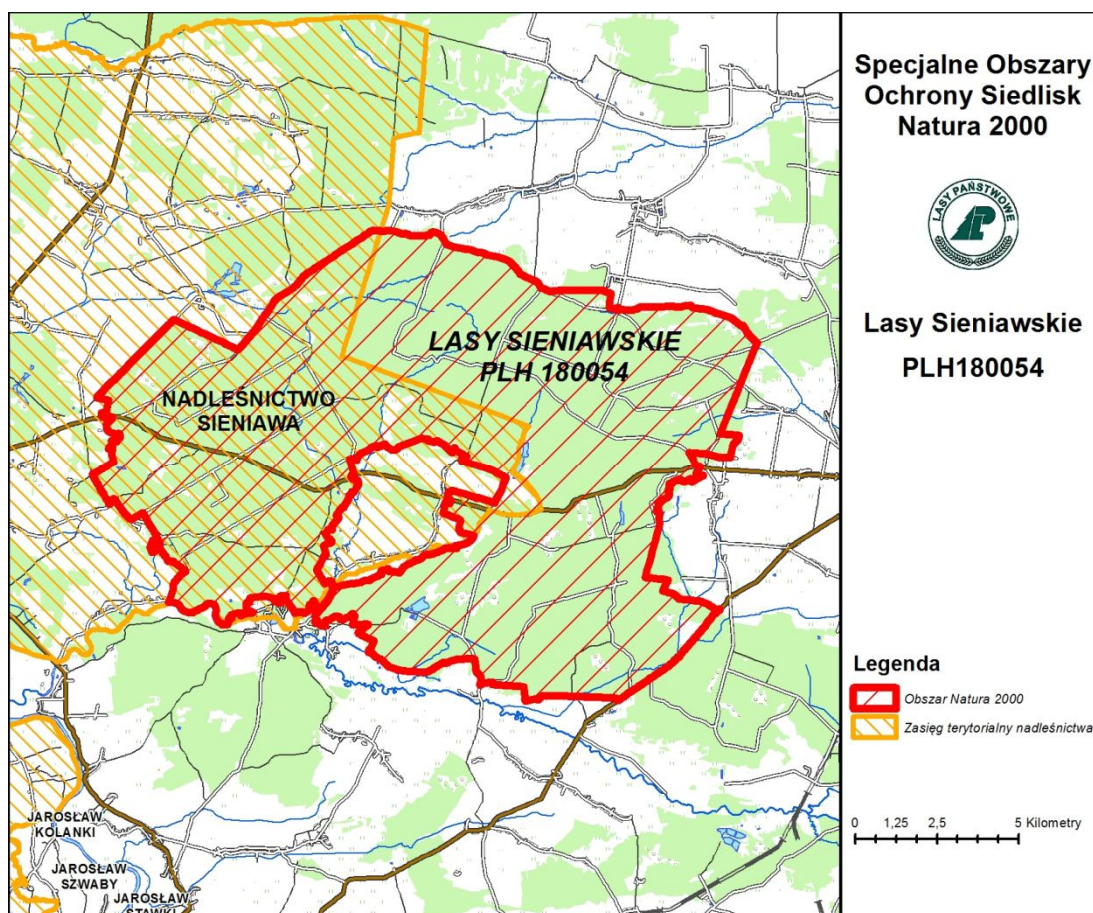 Specjalne Obszary
Ochrony Siedlisk
Natura 2000
LASY PAŃSTWOWE
Lasy Sieniawskie
PLH180054
LASY SIENIAWSKIE
PLH 180054
NADLEŚNICTWO
SIENIAWA
Legenda
Obszar Natura 2000
Zasięg terytorialny nadleśnictwa
0 1,25 2,5 5 Kilometry
JAROSŁAW
KOLANKI
JAROSŁAW
SZWABY
JAROSŁAW
STAWKI